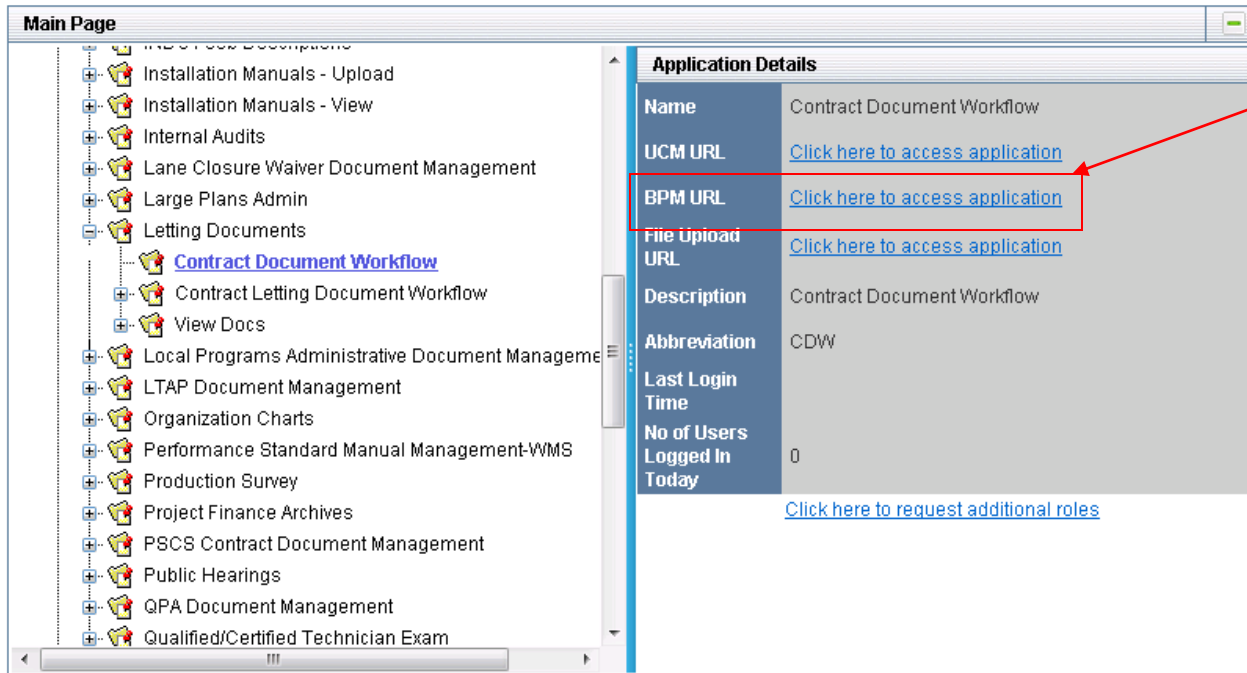 Main Page
Installation Manuals - Upload
Installation Manuals - View
Internal Audits
Lane Closure Waiver Document Management
Large Plans Admin
Letting Documents
Contract Document Workflow
Contract Letting Document Workflow
View Docs
Local Programs Administrative Document Manageme
LTAP Document Management
Organization Charts
Performance Standard Manual Management-WMS
Production Survey
Project Finance Archives
PSCS Contract Document Management
Public Hearings
QPA Document Management
Qualified/Certified Technician Exam
Application Details
Name Contract Document Workflow
UCM URL Click here to access application
BPM URL Click here to access application
File Upload
URL Click here to access application
Description Contract Document Workflow
Abbreviation CDW
Last Login
Time
No of Users
Logged In 0
Today
Click here to request additional roles